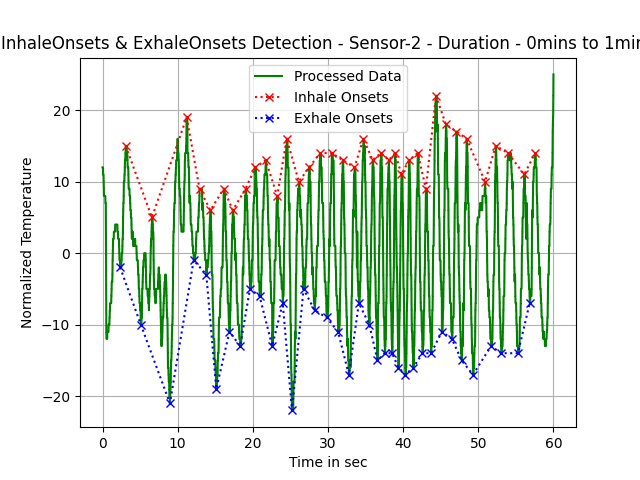 InhaleOnsets & ExhaleOnsets Detection - Sensor-2 - Duration - 0mins to 1min
Processed Data
Inhale Onsets
Exhale Onsets
Normalized Temperature
20
10
0
−10
−20
0 10 20 30 40 50 60
Time in sec